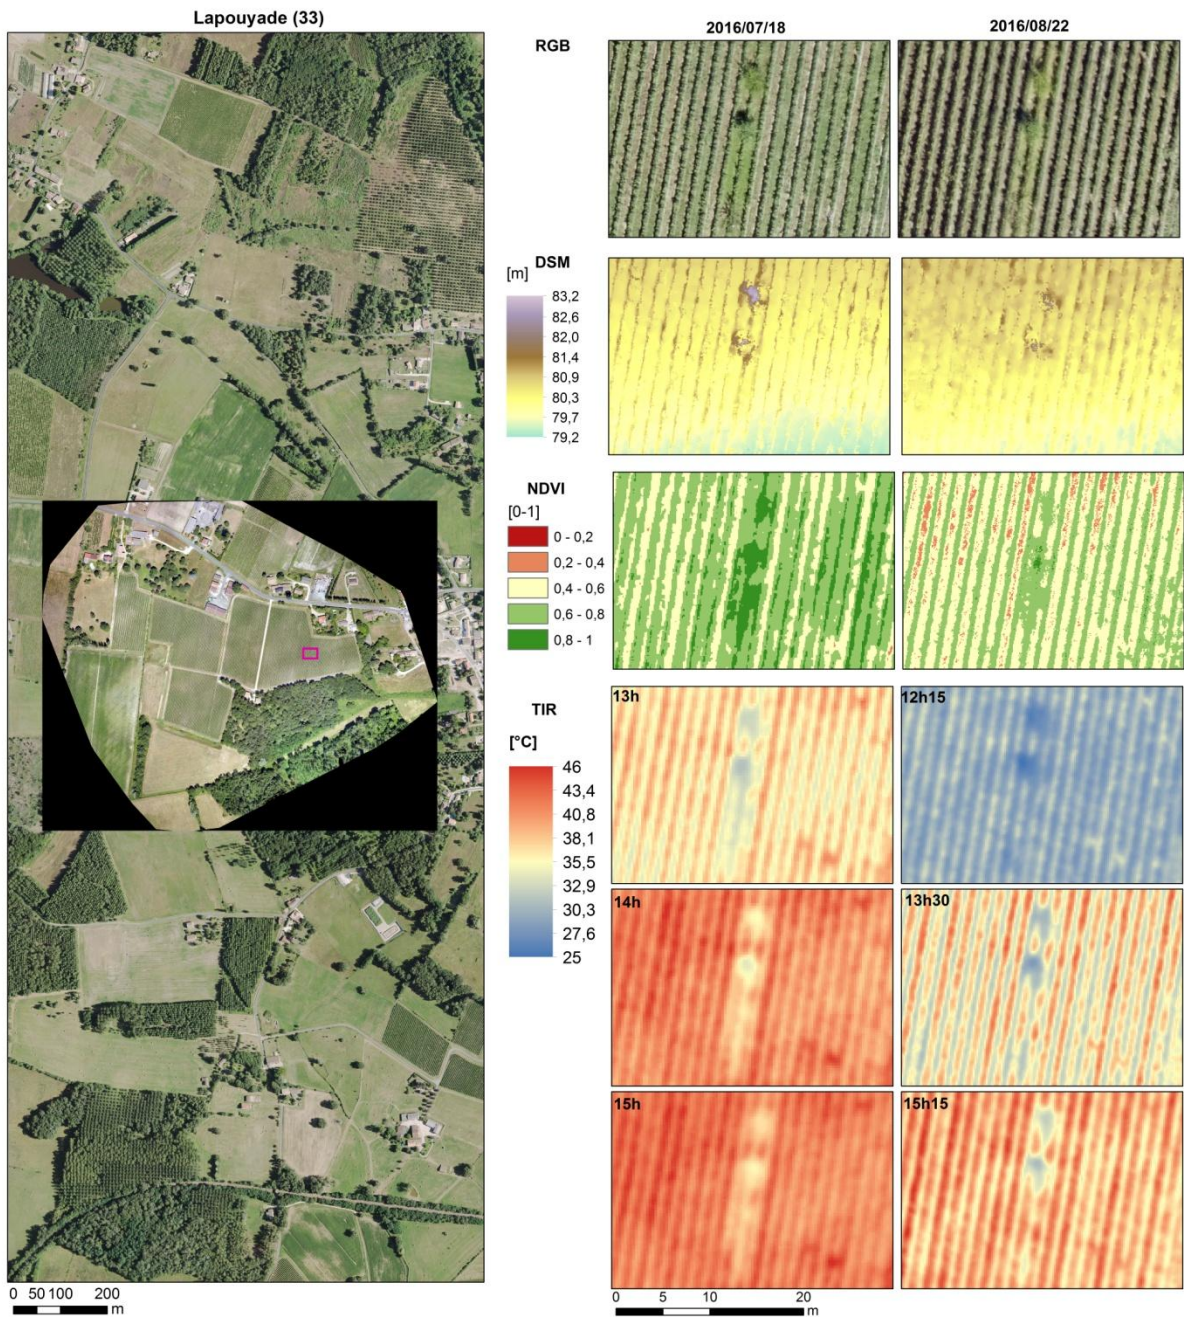 Lapouyade (33)
RGB
2016/07/18
2016/08/22
DSM
[m]
83,2
82,6
82,0
81,4
80,9
80,3
79,7
79,2
NDVI
[0-1]
0 - 0,2
0,2 - 0,4
0,4 - 0,6
0,6 - 0,8
0,8 - 1
TIR
[°C]
46
43,4
40,8
38,1
35,5
32,9
30,3
27,6
25
13h
12h15
14h
13h30
15h
15h15
0 50 100 200
m
0 5 10 20
m